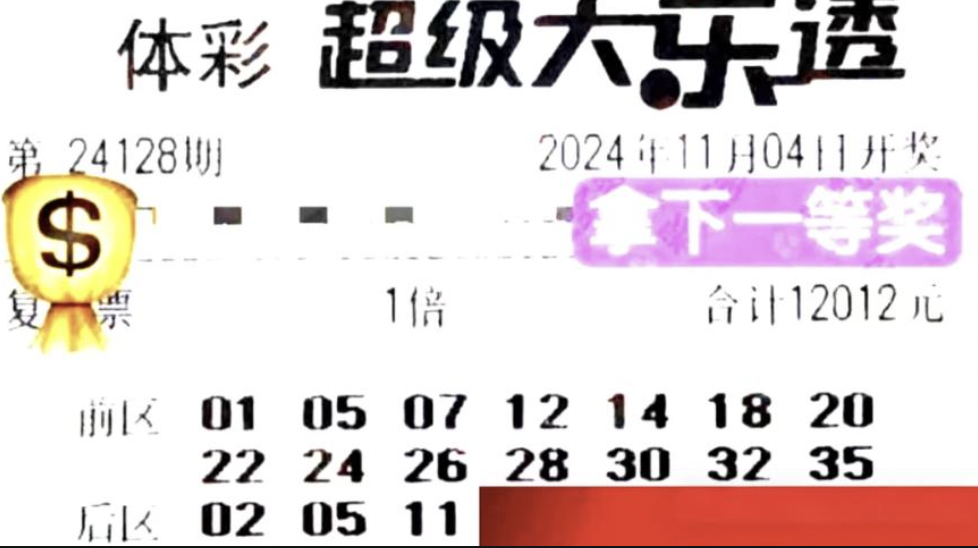 体彩 超级大乐透
第 24128期 2024年11月04日开奖
$ 拿下一等奖
复 票 1倍 合计12012元
前区 01 05 07 12 14 18 20
22 24 26 28 30 32 35
后区 02 05 11